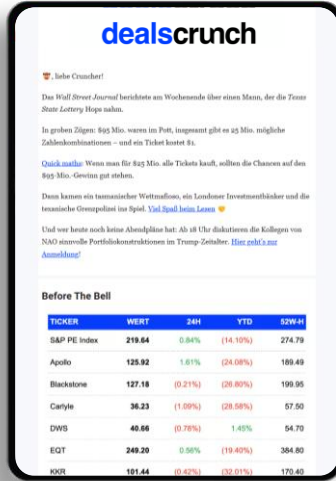 dealscrunch
, liebe Cruncher!
Das Wall Street Journal berichtete am Wochenende über einen Mann, der die Texas
State Lottery Hops nahm.
In groben Zügen: $95 Mio. waren im Pott, insgesamt gibt es 25 Mio. mögliche
Zahlenkombinationen – und ein Ticket kostet $1.
Quick maths: Wenn man für $25 Mio. alle Tickets kauft, sollten die Chancen auf den
$95-Mio.-Gewinn gut stehen.
Dann kamen ein tasmanischer Wettmafioso, ein Londoner Investmentbänker und die
texanische Grenzpolizei ins Spiel. Viel Spaß beim Lesen
Und wer heute noch keine Abendpläne hat: Ab 18 Uhr diskutieren die Kollegen von
NAO sinnvolle Portfoliokonstruktionen im Trump-Zeitalter. Hier geht's zur
Anmeldung!
Before The Bell
TICKER WERT 24H YTD 52W-H
S&P PE Index 219.64 0.84% (14.10%) 274.79
Apollo 125.92 1.61% (24.08%) 189.49
Blackstone 127.18 (0.21%) (26.80%) 199.95
Carlyle 36.23 (1.09%) (28.58%) 57.50
DWS 40.66 (0.78%) 1.45% 54.70
EQT 249.20 0.56% (19.40%) 384.80
KKR 101.44 (0.42%) (32.01%) 170.40